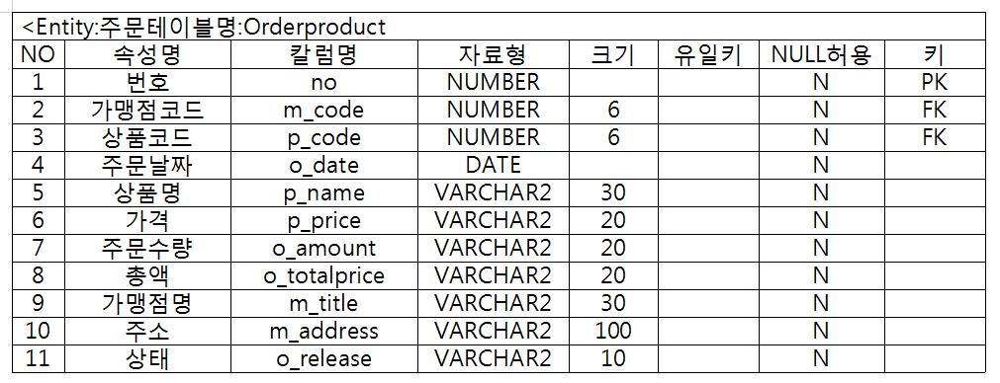 <Entity:주문테이블명:Orderproduct
NO 속성명 칼럼명 자료형 크기 유일키 NULL허용 키
1 번호 no NUMBER N PK
2 가맹점코드 m_code NUMBER 6 N FK
3 상품코드 p_code NUMBER 6 N FK
4 주문날짜 o_date DATE N
5 상품명 p_name VARCHAR2 30 N
6 가격 p_price VARCHAR2 20 N
7 주문수량 o_amount VARCHAR2 20 N
8 총액 o_totalprice VARCHAR2 20 N
9 가맹점명 m_title VARCHAR2 30 N
10 주소 m_address VARCHAR2 100 N
11 상태 o_release VARCHAR2 10 N